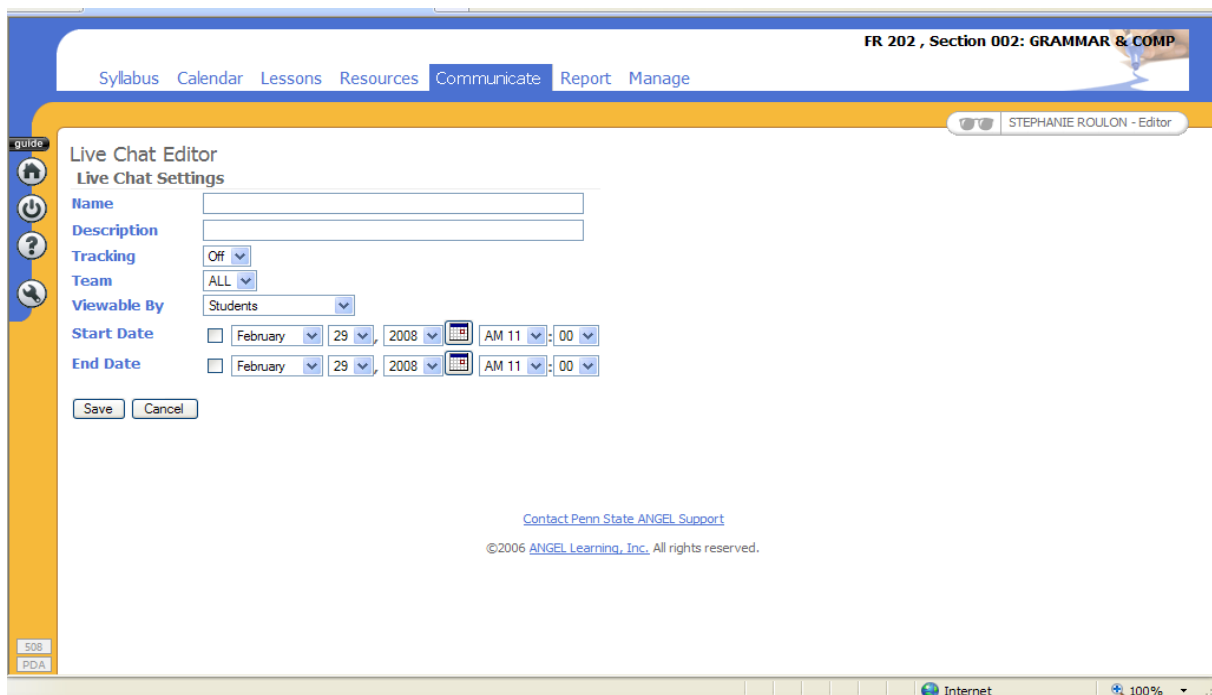 FR 202 , Section 002: GRAMMAR & COMP
Syllabus Calendar Lessons Resources Communicate Report Manage
STEPHANIE ROULON - Editor
guide
Live Chat Editor
Live Chat Settings
Name
Description
Tracking Off
Team ALL
Viewable By Students
Start Date February 29 , 2008 AM 11 : 00
End Date February 29 , 2008 AM 11 : 00
Save Cancel
Contact Penn State ANGEL Support
©2006 ANGEL Learning, Inc. All rights reserved.
508
PDA
Internet 100%